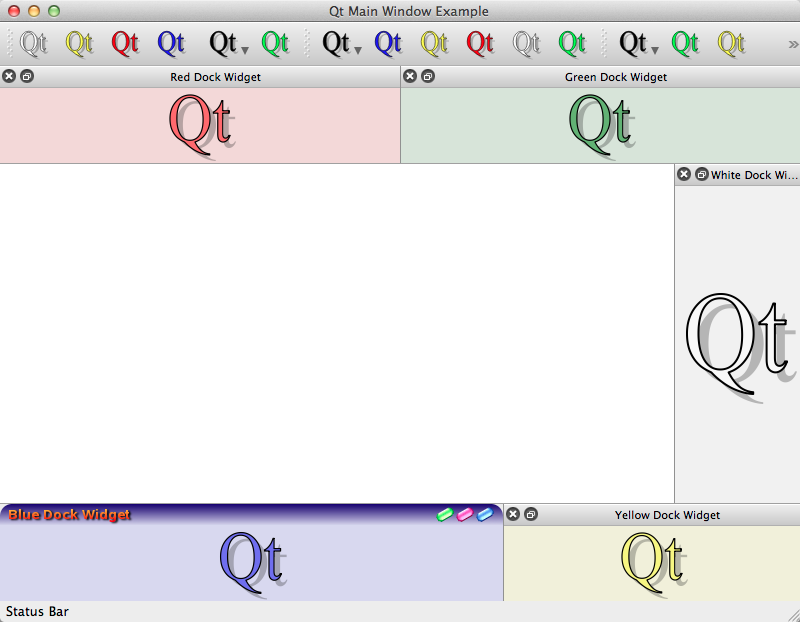 Qt Main Window Example
Qt Qt Qt Qt Qt Qt Qt Qt Qt Qt Qt Qt Qt Qt Qt
Red Dock Widget
Green Dock Widget
Qt
Qt
White Dock Wi...
Qt
Blue Dock Widget
Yellow Dock Widget
Qt
Qt
Status Bar